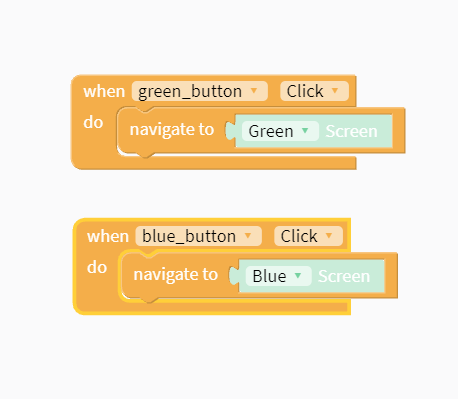 when green_button Click
do navigate to Green Screen
when blue_button Click
do navigate to Blue Screen